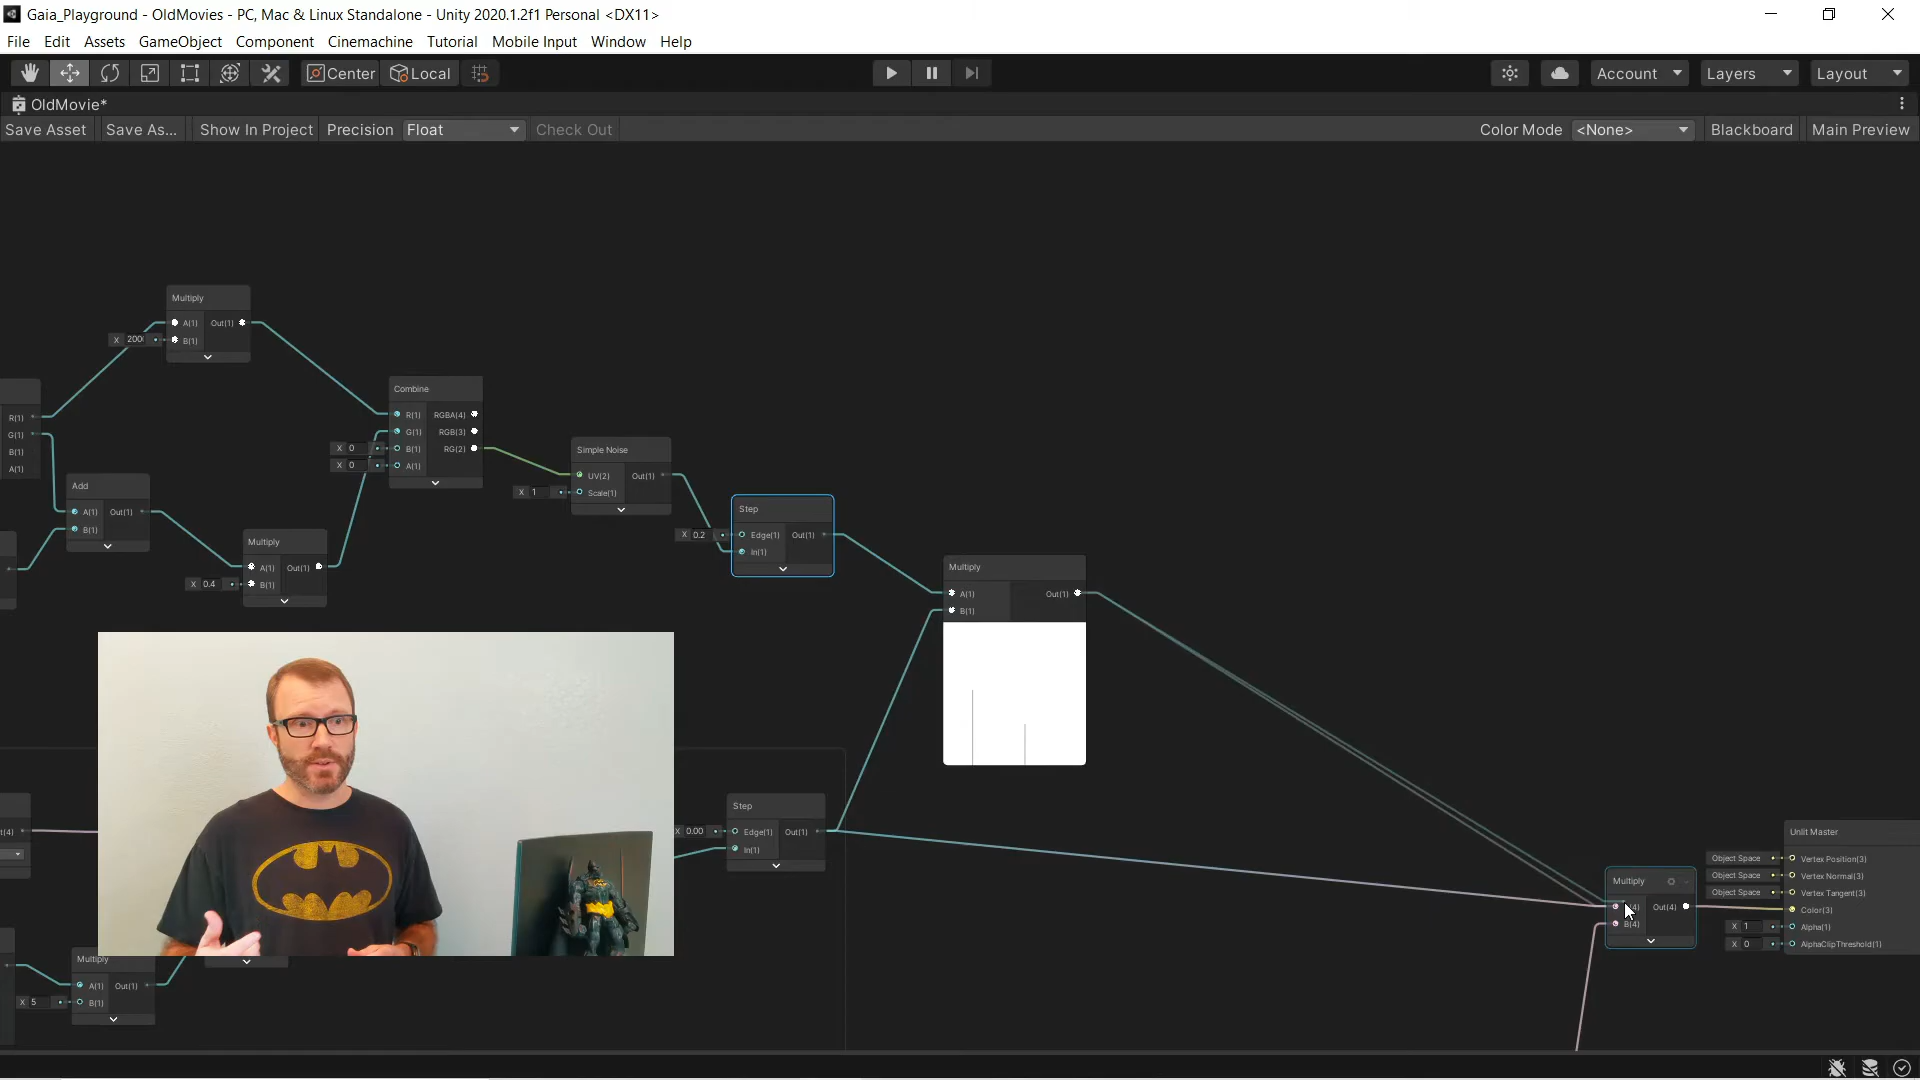 Gaia_Playground - OldMovies - PC, Mac & Linux Standalone - Unity 2020.1.2f1 Personal <DX11>
File Edit Assets GameObject Component Cinemachine Tutorial Mobile Input Window Help
Center Local Account Layers Layout
OldMovie*
Save Asset Save As... Show In Project Precision Float Check Out Color Mode <None> Blackboard Main Preview
Multiply
A(1) Out(1)
X 200 B(1)
Combine
R(1) RGBA(4)
G(1) RGB(3)
X 0 B(1) RG(2)
X 0 A(1)
R(1)
G(1)
B(1)
A(1)
Simple Noise
UV(2) Out(1)
X 1 Scale(1)
Add
A(1) Out(1)
B(1)
Step
X 0.2 Edge(1) Out(1)
In(1)
Multiply
A(1) Out(1)
X 0.4 B(1)
Multiply
A(1) Out(1)
B(1)
Step
X 0.00 Edge(1) Out(1)
In(1)
Unlit Master
Object Space Vertex Position(3)
Object Space Vertex Normal(3)
Object Space Vertex Tangent(3)
Color(3)
X 1 Alpha(1)
X 0 AlphaClipThreshold(1)
Multiply
Out(4)
B(4)
Multiply
A(1) Out(1)
X 5 B(1)